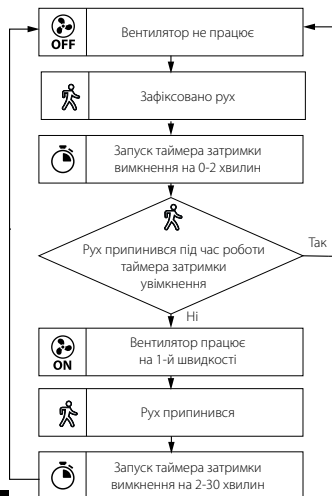 OFF
Вентилятор не працює
Зафіксовано рух
Запуск таймера затримки
вимкнення на 0-2 хвилин
Рух припинився під час роботи
таймера затримки
увімкнення
Так
Ні
ON
Вентилятор працює
на 1-й швидкості
Рух припинився
Запуск таймера затримки
вимкнення на 2-30 хвилин